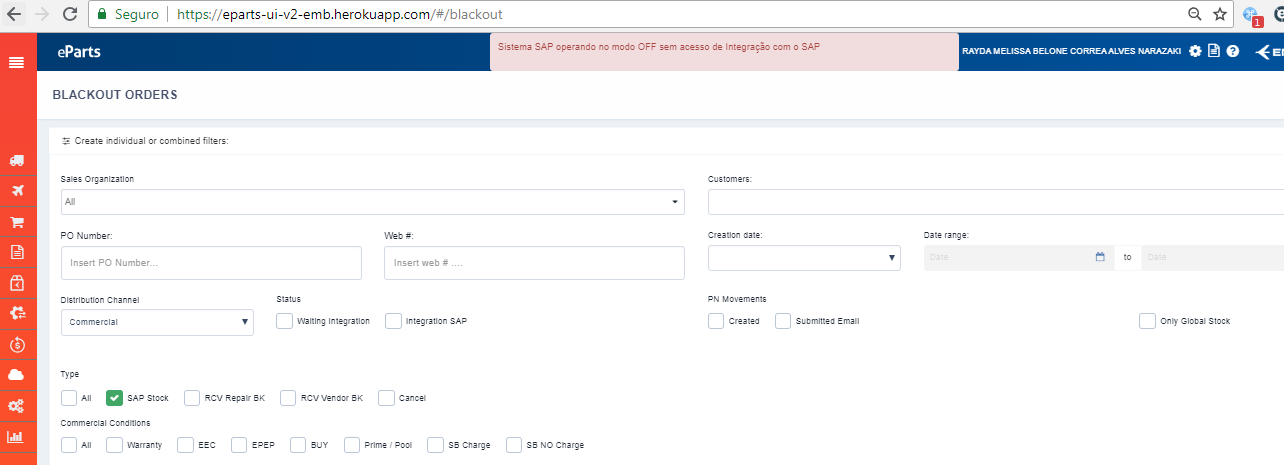 Seguro https://eparts-ui-v2-emb.herokuapp.com/#/blackout
1
eParts
Sistema SAP operando no modo OFF sem acesso de Integração com o SAP
RAYDA MELISSA BELONE CORREA ALVES NARAZAKI
BLACKOUT ORDERS
Create individual or combined filters:
Sales Organization
Customers:
All
PO Number:
Web #:
Creation date:
Date range:
Insert PO Number...
Insert web # ....
Date
to
Date
Distribution Channel
Status
PN Movements
Commercial
Waiting Integration
Integration SAP
Created
Submitted Email
Only Global Stock
Type
All
SAP Stock
RCV Repair BK
RCV Vendor BK
Cancel
Commercial Conditions
All
Warranty
EEC
EPEP
BUY
Prime / Pool
SB Charge
SB NO Charge